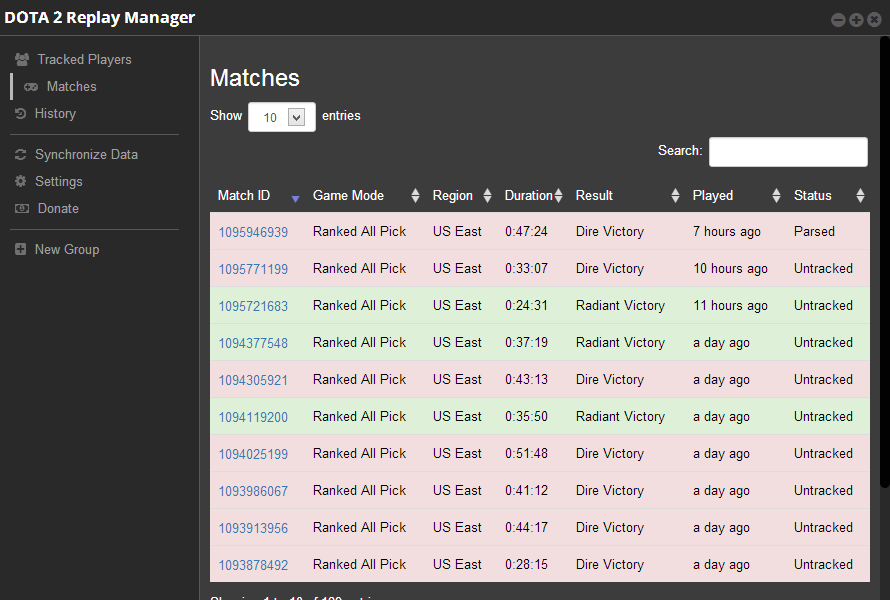 DOTA 2 Replay Manager
Tracked Players
Matches
History
Synchronize Data
Settings
Donate
New Group
Matches
Show 10 entries
Search:
Match ID Game Mode Region Duration Result Played Status
1095946939 Ranked All Pick US East 0:47:24 Dire Victory 7 hours ago Parsed
1095771199 Ranked All Pick US East 0:33:07 Dire Victory 10 hours ago Untracked
1095721683 Ranked All Pick US East 0:24:31 Radiant Victory 11 hours ago Untracked
1094377548 Ranked All Pick US East 0:37:19 Radiant Victory a day ago Untracked
1094305921 Ranked All Pick US East 0:43:13 Dire Victory a day ago Untracked
1094119200 Ranked All Pick US East 0:35:50 Radiant Victory a day ago Untracked
1094025199 Ranked All Pick US East 0:51:48 Dire Victory a day ago Untracked
1093986067 Ranked All Pick US East 0:41:12 Dire Victory a day ago Untracked
1093913956 Ranked All Pick US East 0:44:17 Dire Victory a day ago Untracked
1093878492 Ranked All Pick US East 0:28:15 Dire Victory a day ago Untracked